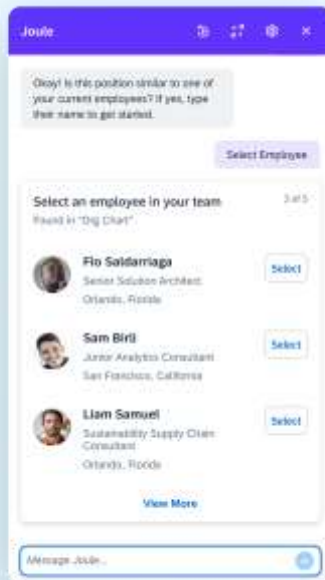 Joule
Okay! Is this position similar to one of
your current employees? If yes, type
their name to get started.
Select Employee
Select an employee in your team
3 of 5
Found in "Org Chart"
Flo Saldarriaga
Senior Solution Architect
Orlando, Florida
Select
Sam Birli
Junior Analytics Consultant
San Francisco, California
Select
Liam Samuel
Sustainability Supply Chain
Consultant
Orlando, Florida
Select
View More
Message Joule...